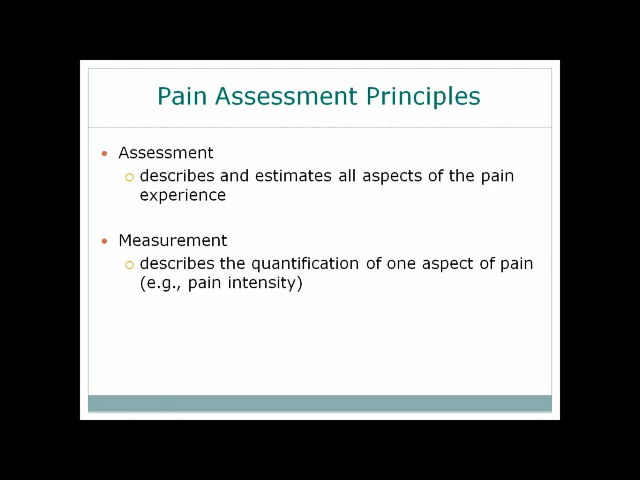 Pain Assessment Principles
• Assessment
○ describes and estimates all aspects of the pain
experience
• Measurement
○ describes the quantification of one aspect of pain
(e.g., pain intensity)